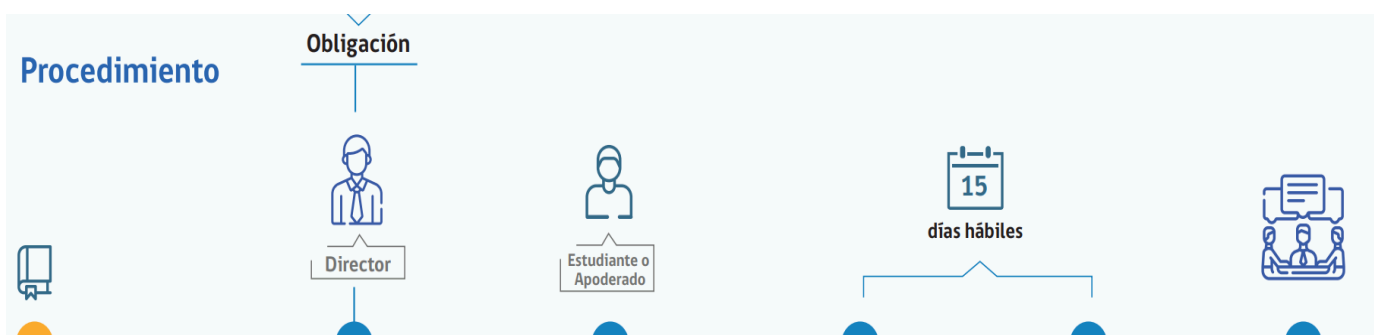 Procedimiento
Obligación
Director
Estudiante o
Apoderado
15
días hábiles